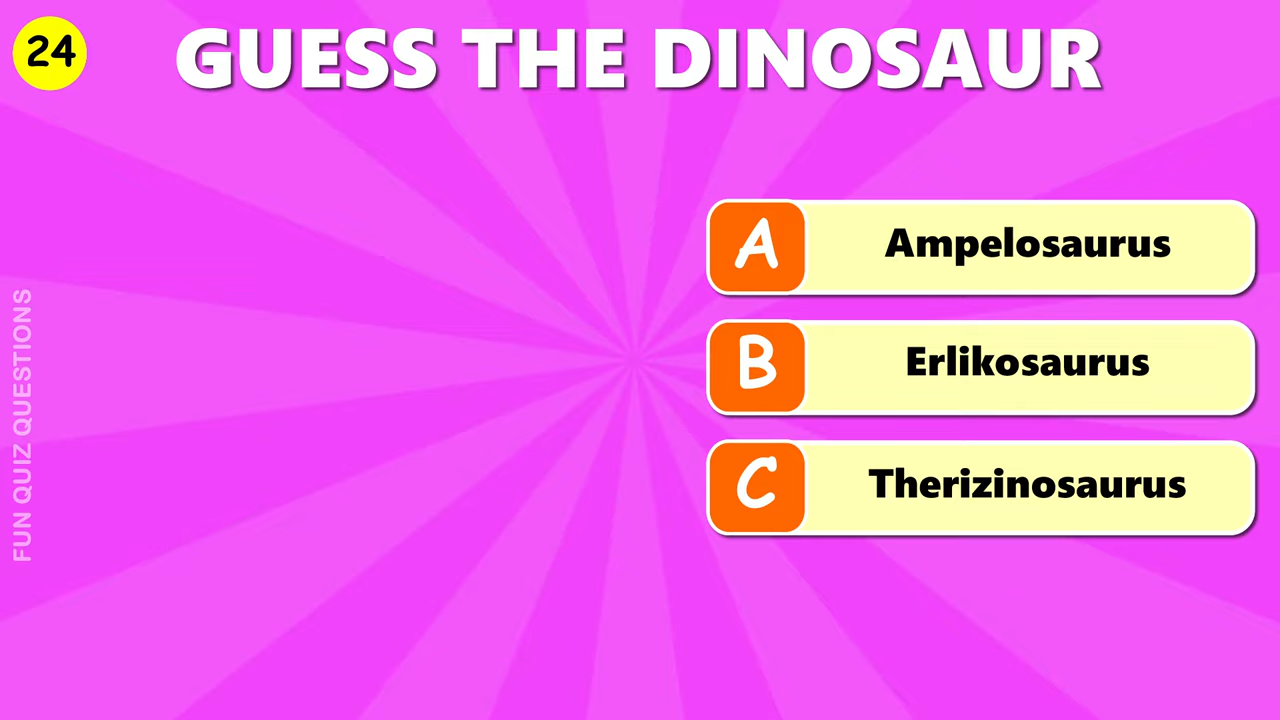 24
GUESS THE DINOSAUR
A
Ampelosaurus
B
Erlikosaurus
C
Therizinosaurus
FUN QUIZ QUESTIONS